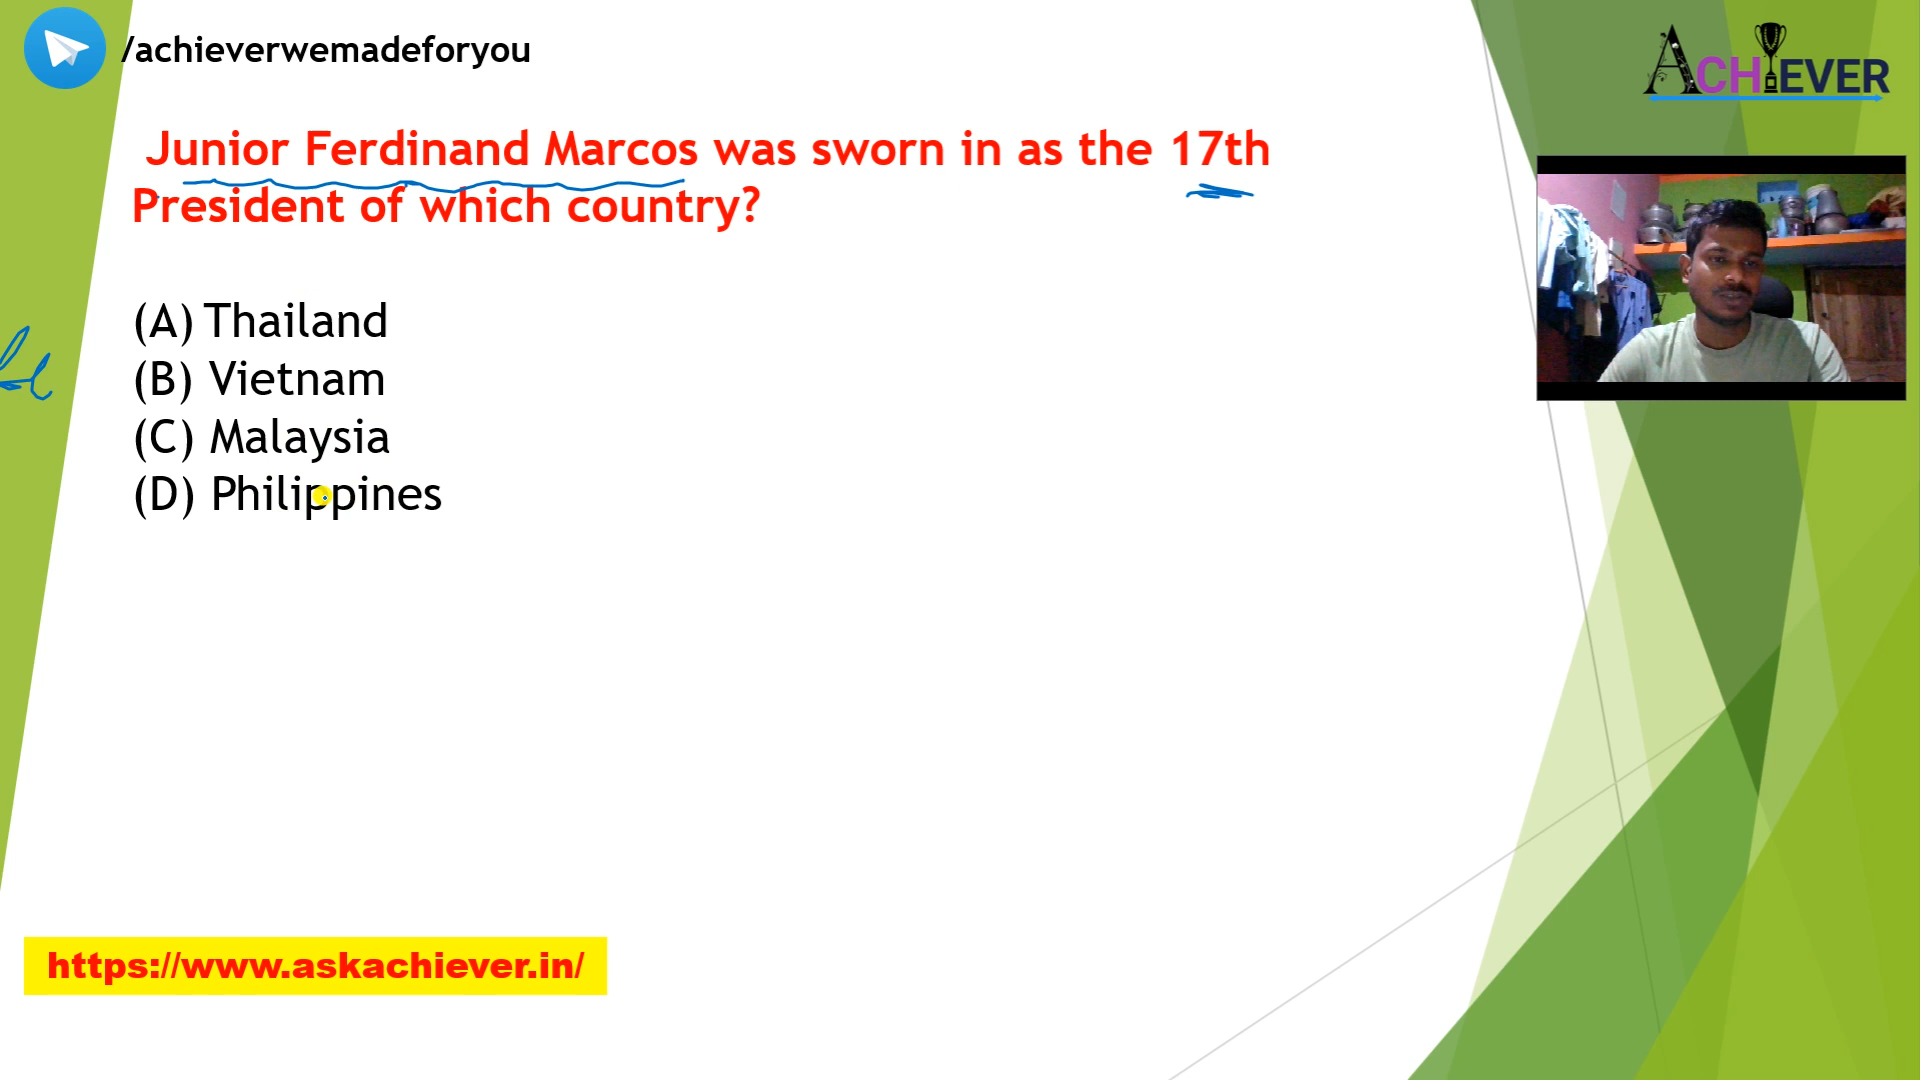 /achieverwemadeforyou
ACHIEVER
Junior Ferdinand Marcos was sworn in as the 17th
President of which country?
(A) Thailand
(B) Vietnam
(C) Malaysia
(D) Philippines
https://www.askachiever.in/